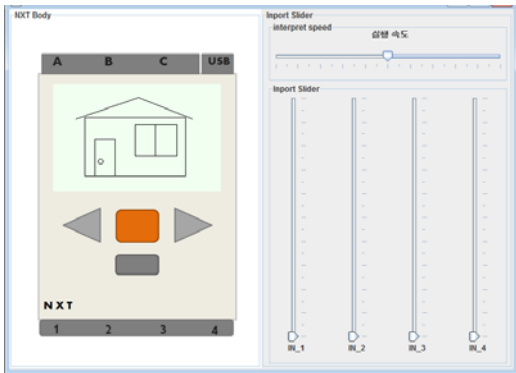 NXT Body
A B C USB
NXT
1 2 3 4
Inport Slider
interpret speed
실행 속도
Inport Slider
IN_1 IN_2 IN_3 IN_4